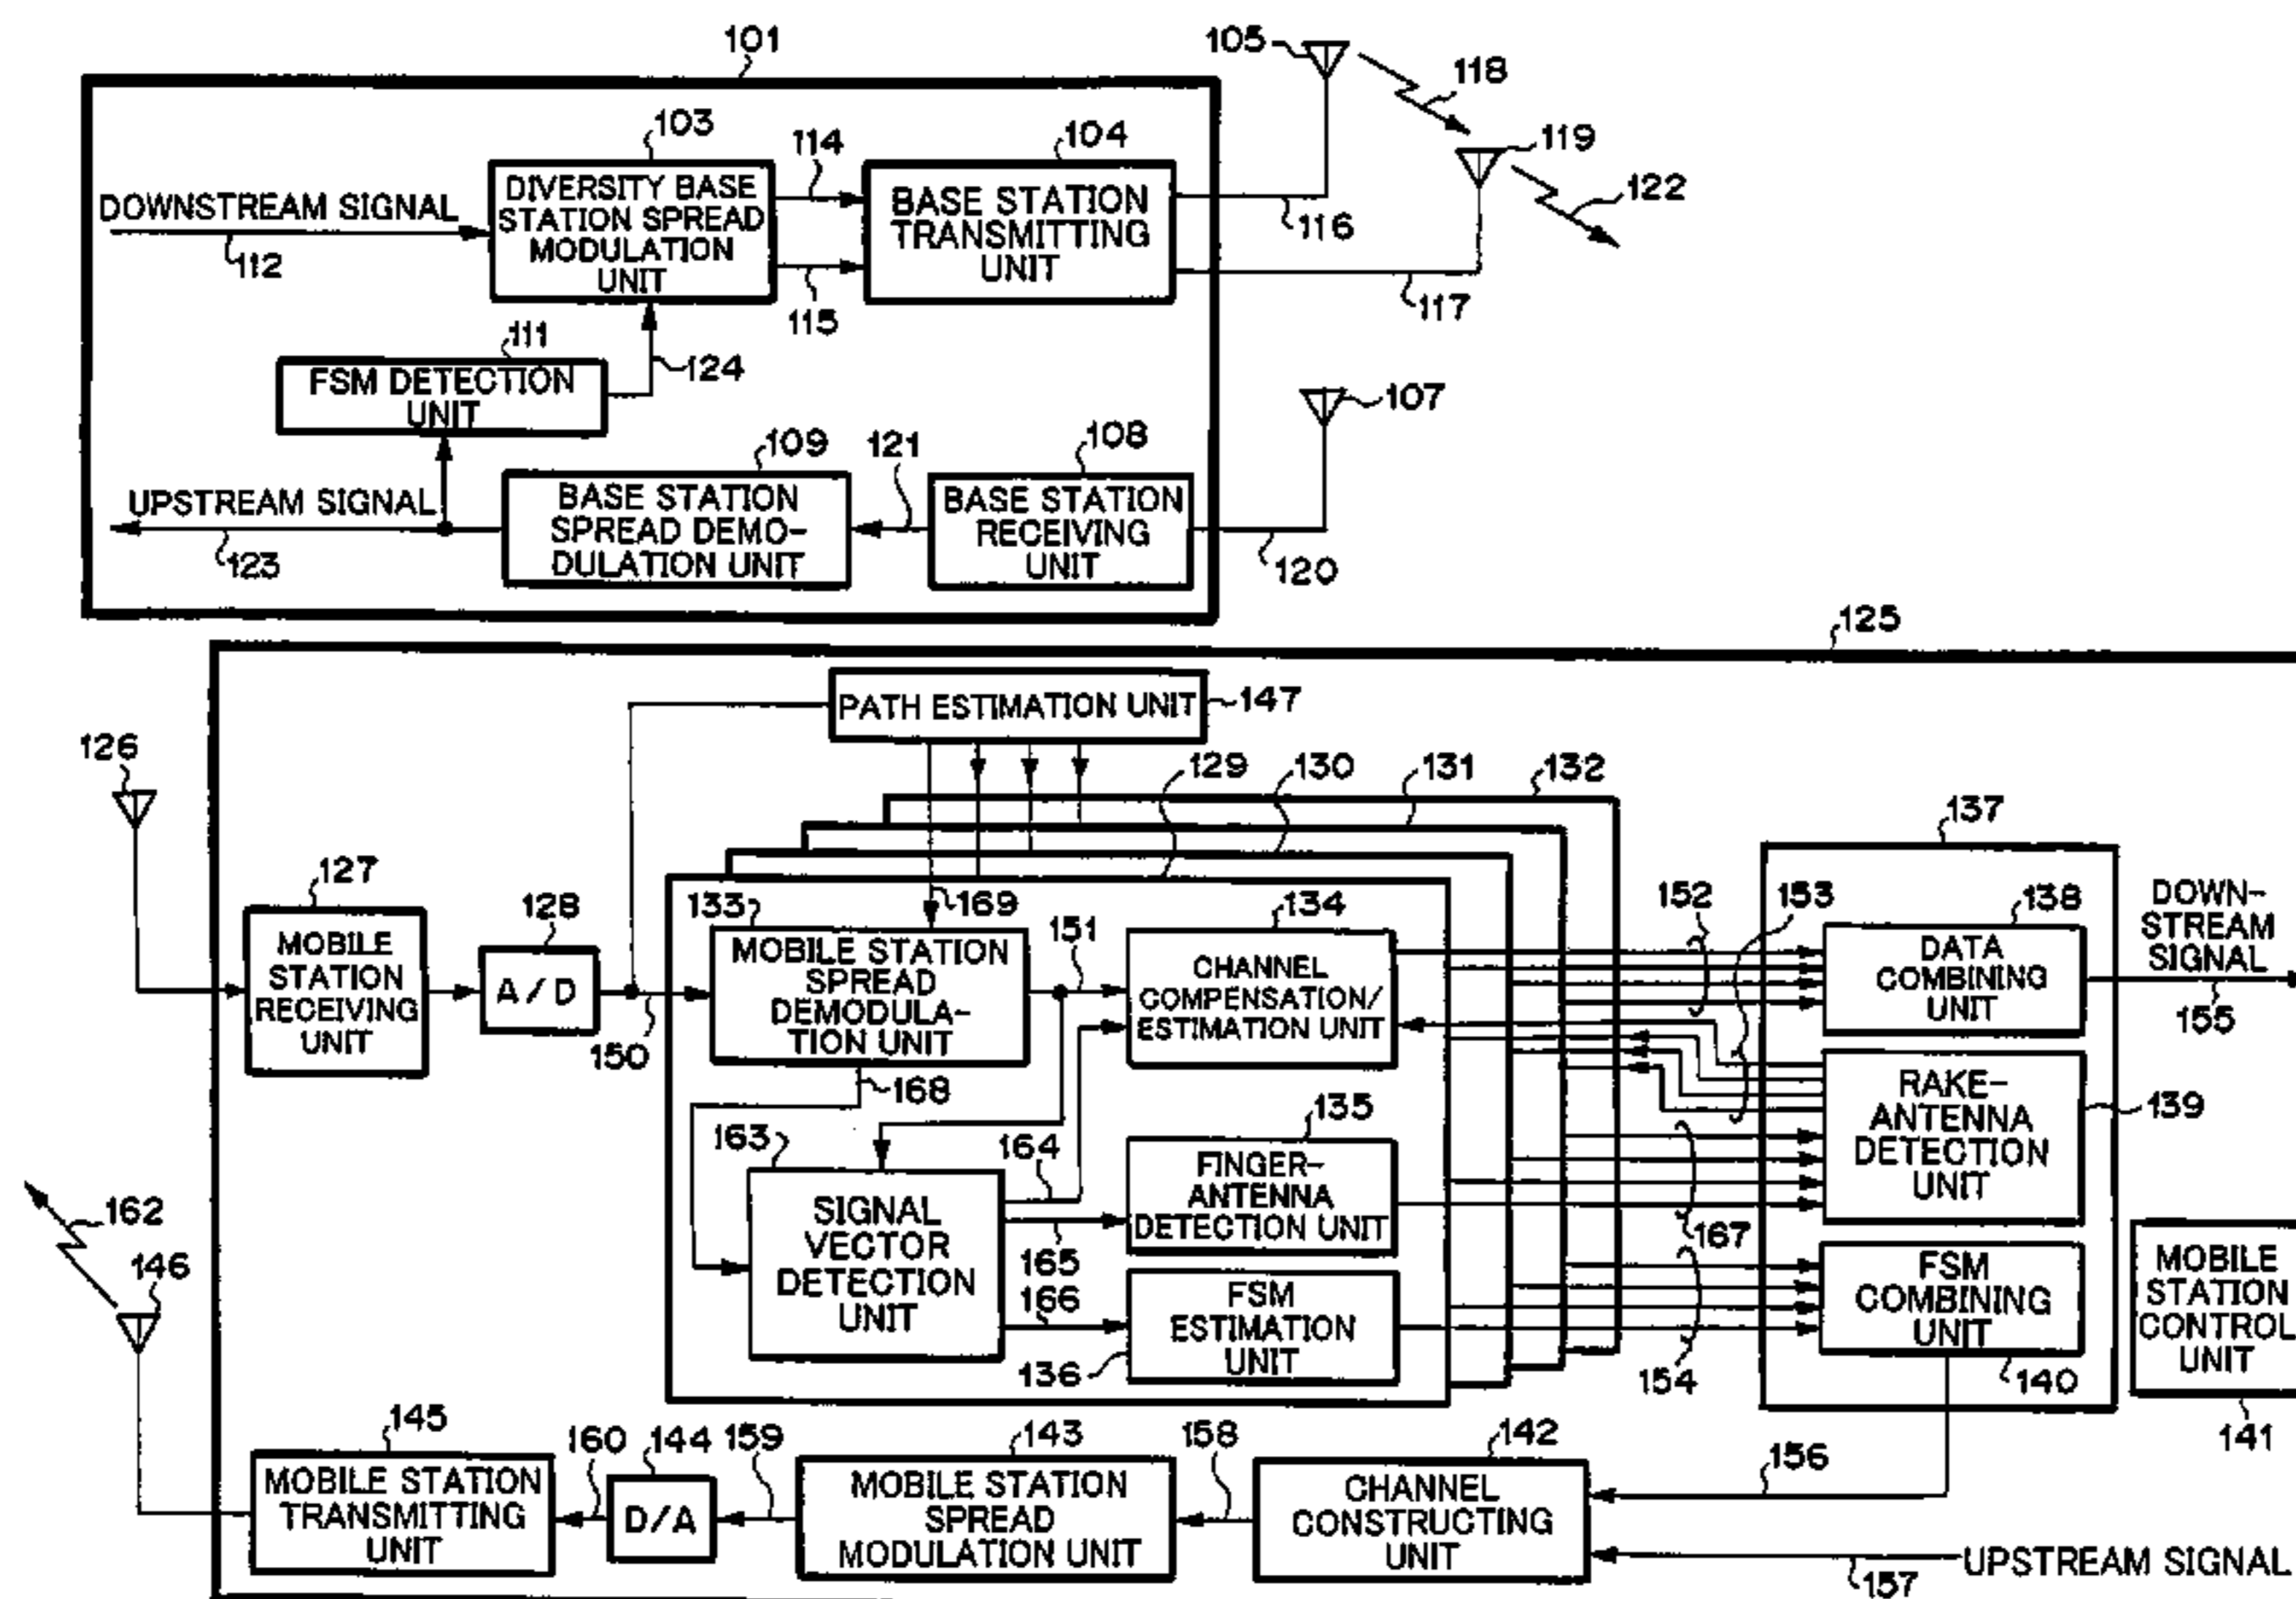 101
105
118
103
114
104
119
DIVERSITY BASE
STATION SPREAD
MODULATION
UNIT
BASE STATION
TRANSMITTING
UNIT
122
DOWNSTREAM SIGNAL
112
116
115
117
111
124
FSM DETECTION
UNIT
107
109
121
108
UPSTREAM SIGNAL
BASE STATION
SPREAD DEMO-
DULATION UNIT
BASE STATION
RECEIVING
UNIT
123
120
125
PATH ESTIMATION UNIT
147
126
129
130
131
132
137
127
128
133
169
134
152
153
138
MOBILE
STATION
RECEIVING
UNIT
A/D
150
MOBILE STATION
SPREAD
DEMODULA-
TION UNIT
151
CHANNEL
COMPENSATION/
ESTIMATION UNIT
DATA
COMBINING
UNIT
DOWN-
STREAM
SIGNAL
155
168
163
164
135
RAKE-
ANTENNA
DETECTION
UNIT
139
162
146
SIGNAL
VECTOR
DETECTION
UNIT
FINGER-
ANTENNA
DETECTION UNIT
165
167
166
FSM
ESTIMATION
UNIT
136
FSM
COMBINING
UNIT
154
140
MOBILE
STATION
CONTROL
UNIT
141
145
160
144
159
143
158
142
156
MOBILE STATION
TRANSMITTING
UNIT
D/A
MOBILE STATION
SPREAD
MODULATION UNIT
CHANNEL
CONSTRUCTING
UNIT
UPSTREAM SIGNAL
157